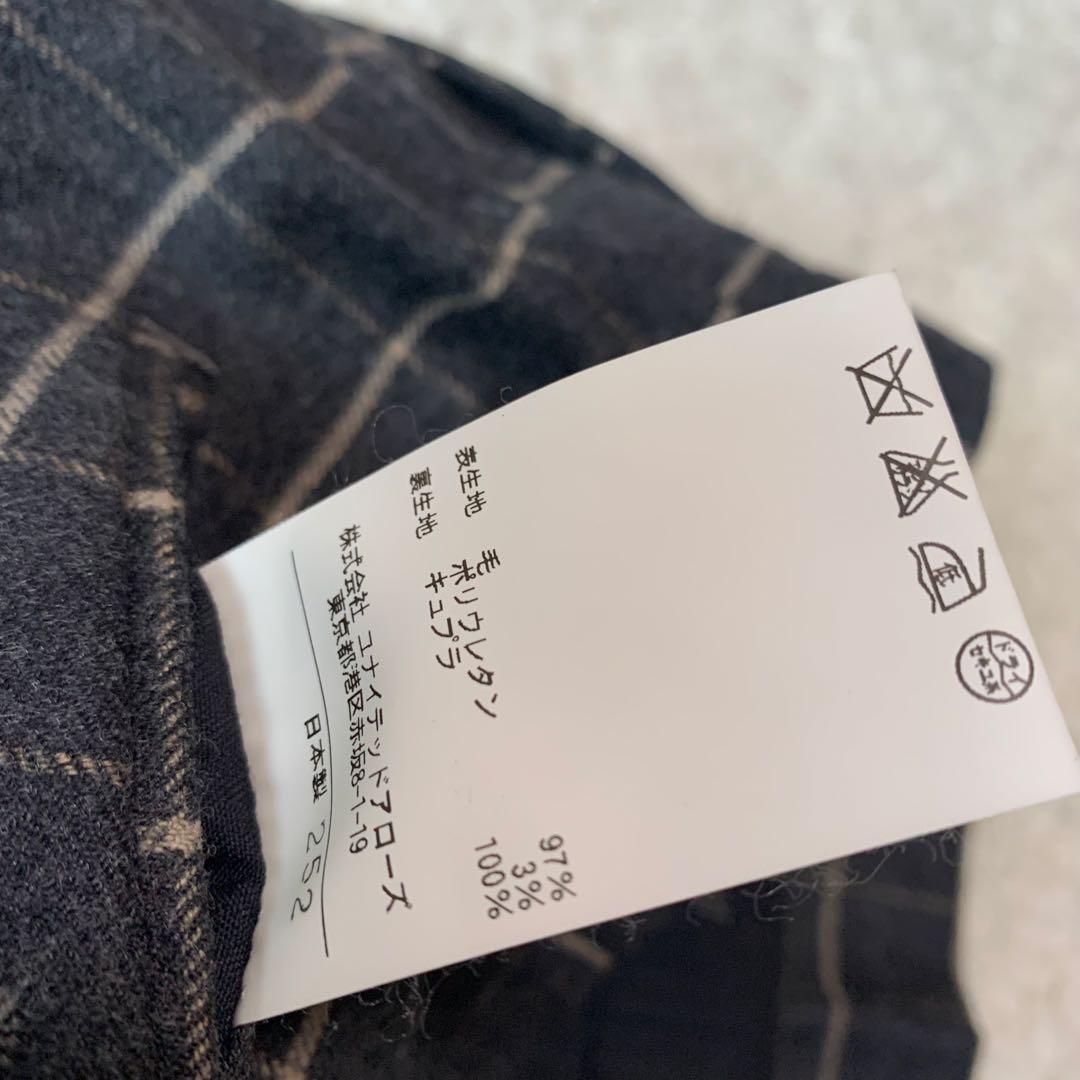 低
ドライ
セキユ系
表生地 毛 97%
ポリウレタン 3%
裏生地 キュプラ 100%
株式会社 ユナイテッドアローズ
東京都港区赤坂8-1-19
日本製 252